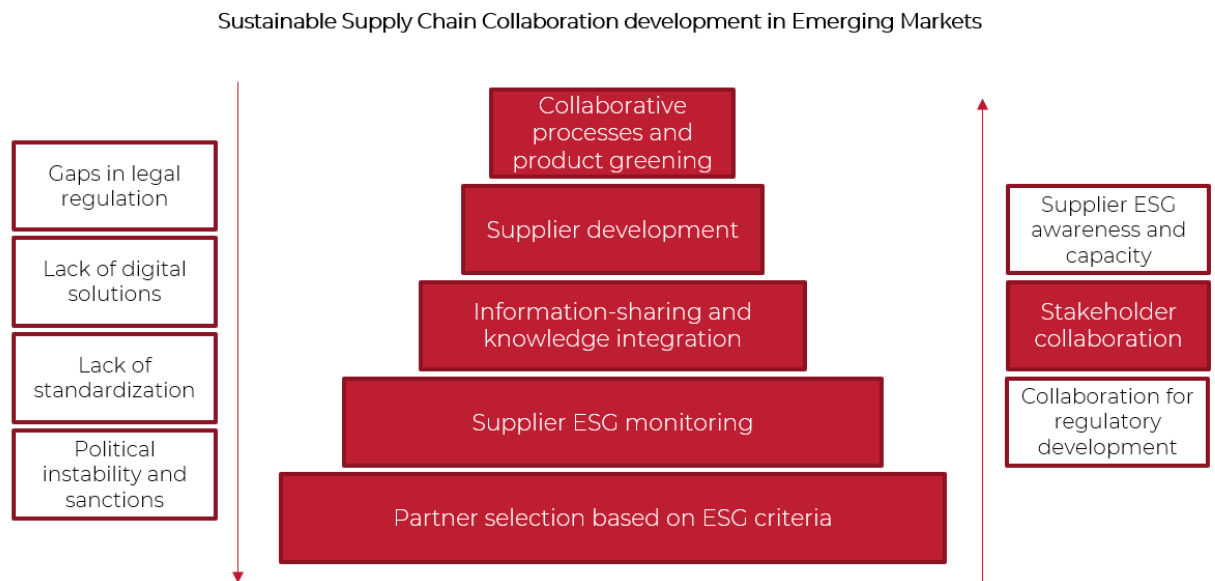 Sustainable Supply Chain Collaboration development in Emerging Markets
Gaps in legal
regulation
Lack of digital
solutions
Lack of
standardization
Political
instability and
sanctions
Collaborative
processes and
product greening
Supplier development
Information-sharing and
knowledge integration
Supplier ESG monitoring
Partner selection based on ESG criteria
Supplier ESG
awareness and
capacity
Stakeholder
collaboration
Collaboration for
regulatory
development